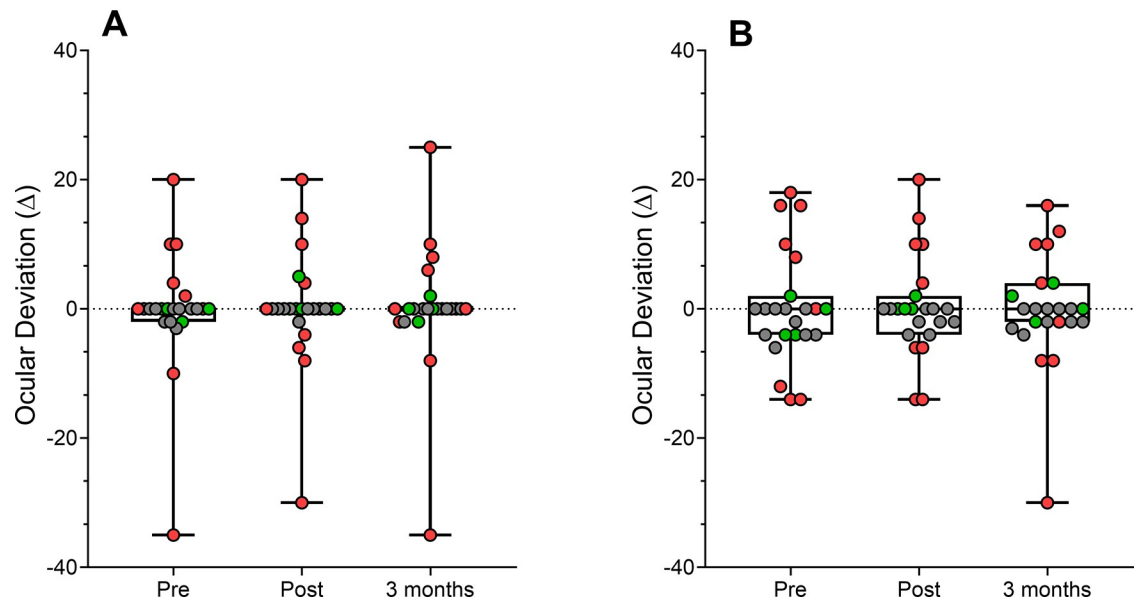 A
40
20
0
-20
-40
Ocular Deviation (Δ)
Pre
Post
3 months
B
40
20
0
-20
-40
Ocular Deviation (Δ)
Pre
Post
3 months